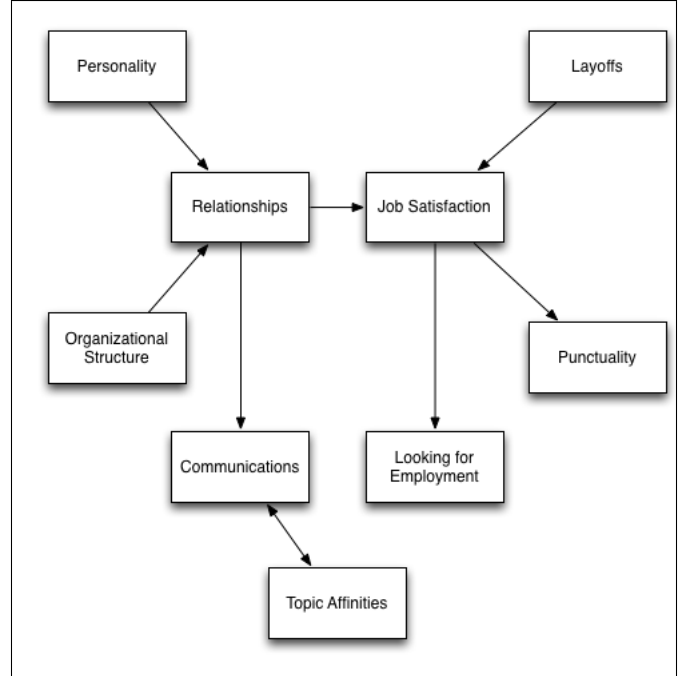 Personality
Layoffs
Relationships
Job Satisfaction
Organizational
Structure
Punctuality
Communications
Looking for
Employment
Topic Affinities